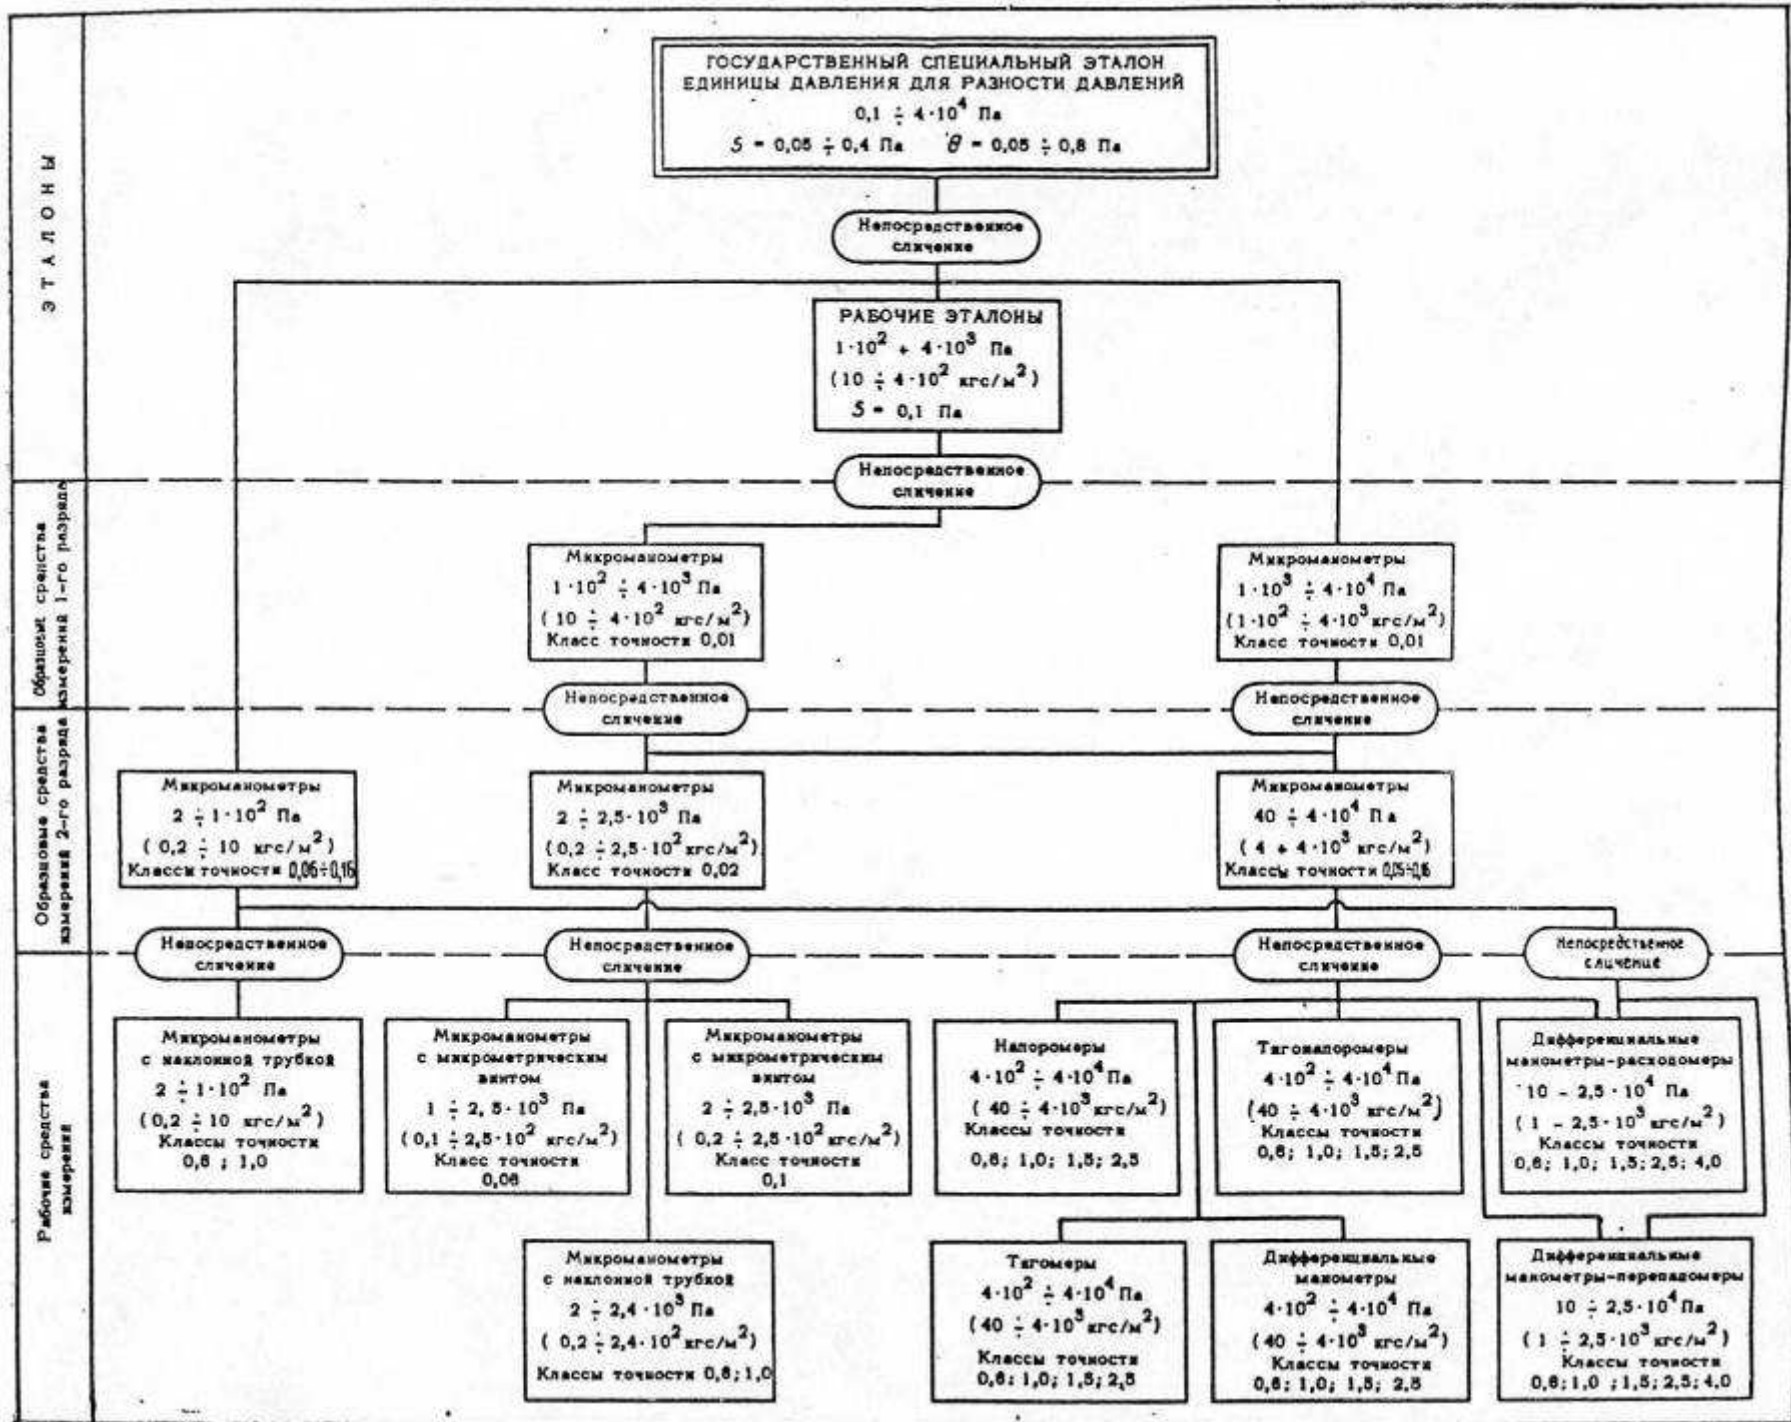 ГОСУДАРСТВЕННЫЙ СПЕЦИАЛЬНЫЙ ЭТАЛОН
ЕДИНИЦЫ ДАВЛЕНИЯ ДЛЯ РАЗНОСТИ ДАВЛЕНИЙ
0,1 ÷ 4·10⁴ Па
S = 0,05 ÷ 0,4 Па θ = 0,05 ÷ 0,8 Па
ЭТАЛОНЫ
Непосредственное
сличение
РАБОЧИЕ ЭТАЛОНЫ
1·10² + 4·10³ Па
(10 ÷ 4·10² кгс/м²)
S = 0,1 Па
Непосредственное
сличение
Образцовые средства
измерений 1-го разряда
Микроманометры
1·10² ÷ 4·10³ Па
(10 ÷ 4·10² кгс/м²)
Класс точности 0,01
Микроманометры
1·10³ ÷ 4·10⁴ Па
(1·10² ÷ 4·10³ кгс/м²)
Класс точности 0,01
Непосредственное
сличение
Непосредственное
сличение
Образцовые средства
измерений 2-го разряда
Микроманометры
2 ÷ 1·10² Па
(0,2 ÷ 10 кгс/м²)
Классы точности
Микроманометры
2 ÷ 2,5·10³ Па
(0,2 ÷ 2,5·10² кгс/м²)
Класс точности 0,02
Микроманометры
40 ÷ 4·10⁴ Па
(4 + 4·10³ кгс/м²)
Классы точности
Непосредственное
сличение
Непосредственное
сличение
Непосредственное
сличение
Непосредственное
сличение
Рабочие средства
измерений
Микроманометры
с наклонной трубкой
2 ÷ 1·10² Па
(0,2 ÷ 10 кгс/м²)
Классы точности
0,6 ; 1,0
Микроманометры
с микрометрическим
винтом
1 ÷ 2,5·10³ Па
(0,1 ÷ 2,5·10² кгс/м²)
Класс точности
Микроманометры
с микрометрическим
винтом
2 ÷ 2,5·10³ Па
(0,2 ÷ 2,5·10² кгс/м²)
Класс точности
0,1
Напоромеры
4·10² ÷ 4·10⁴ Па
(40 ÷ 4·10³ кгс/м²)
Классы точности
0,6; 1,0; 1,5; 2,5
Тягонапоромеры
4·10² ÷ 4·10⁴ Па
(40 ÷ 4·10³ кгс/м²)
Классы точности
0,6; 1,0; 1,5; 2,5
Дифференциальные
манометры-расходомеры
10 – 2,5·10⁴ Па
(1 – 2,5·10³ кгс/м²)
Классы точности
0,6; 1,0; 1,5; 2,5; 4,0
Микроманометры
с наклонной трубкой
2 ÷ 2,4·10³ Па
(0,2 ÷ 2,4·10² кгс/м²)
Классы точности 0,6; 1,0
Тягомеры
4·10² ÷ 4·10⁴ Па
(40 ÷ 4·10³ кгс/м²)
Классы точности
0,6; 1,0; 1,5; 2,5
Дифференциальные
манометры
4·10² ÷ 4·10⁴ Па
(40 ÷ 4·10³ кгс/м²)
Классы точности
0,6; 1,0; 1,5; 2,5
Дифференциальные
манометры-перепадомеры
10 ÷ 2,5·10⁴ Па
(1 ÷ 2,5·10³ кгс/м²)
Классы точности
0,6; 1,0 ; 1,5; 2,5; 4,0